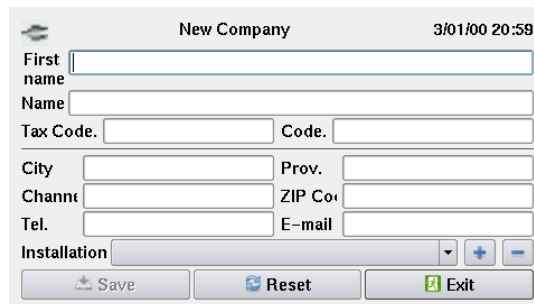 New Company 3/01/00 20:59
First name
Name
Tax Code. Code.
City Prov.
Channe ZIP Co
Tel. E-mail
Installation
Save Reset Exit